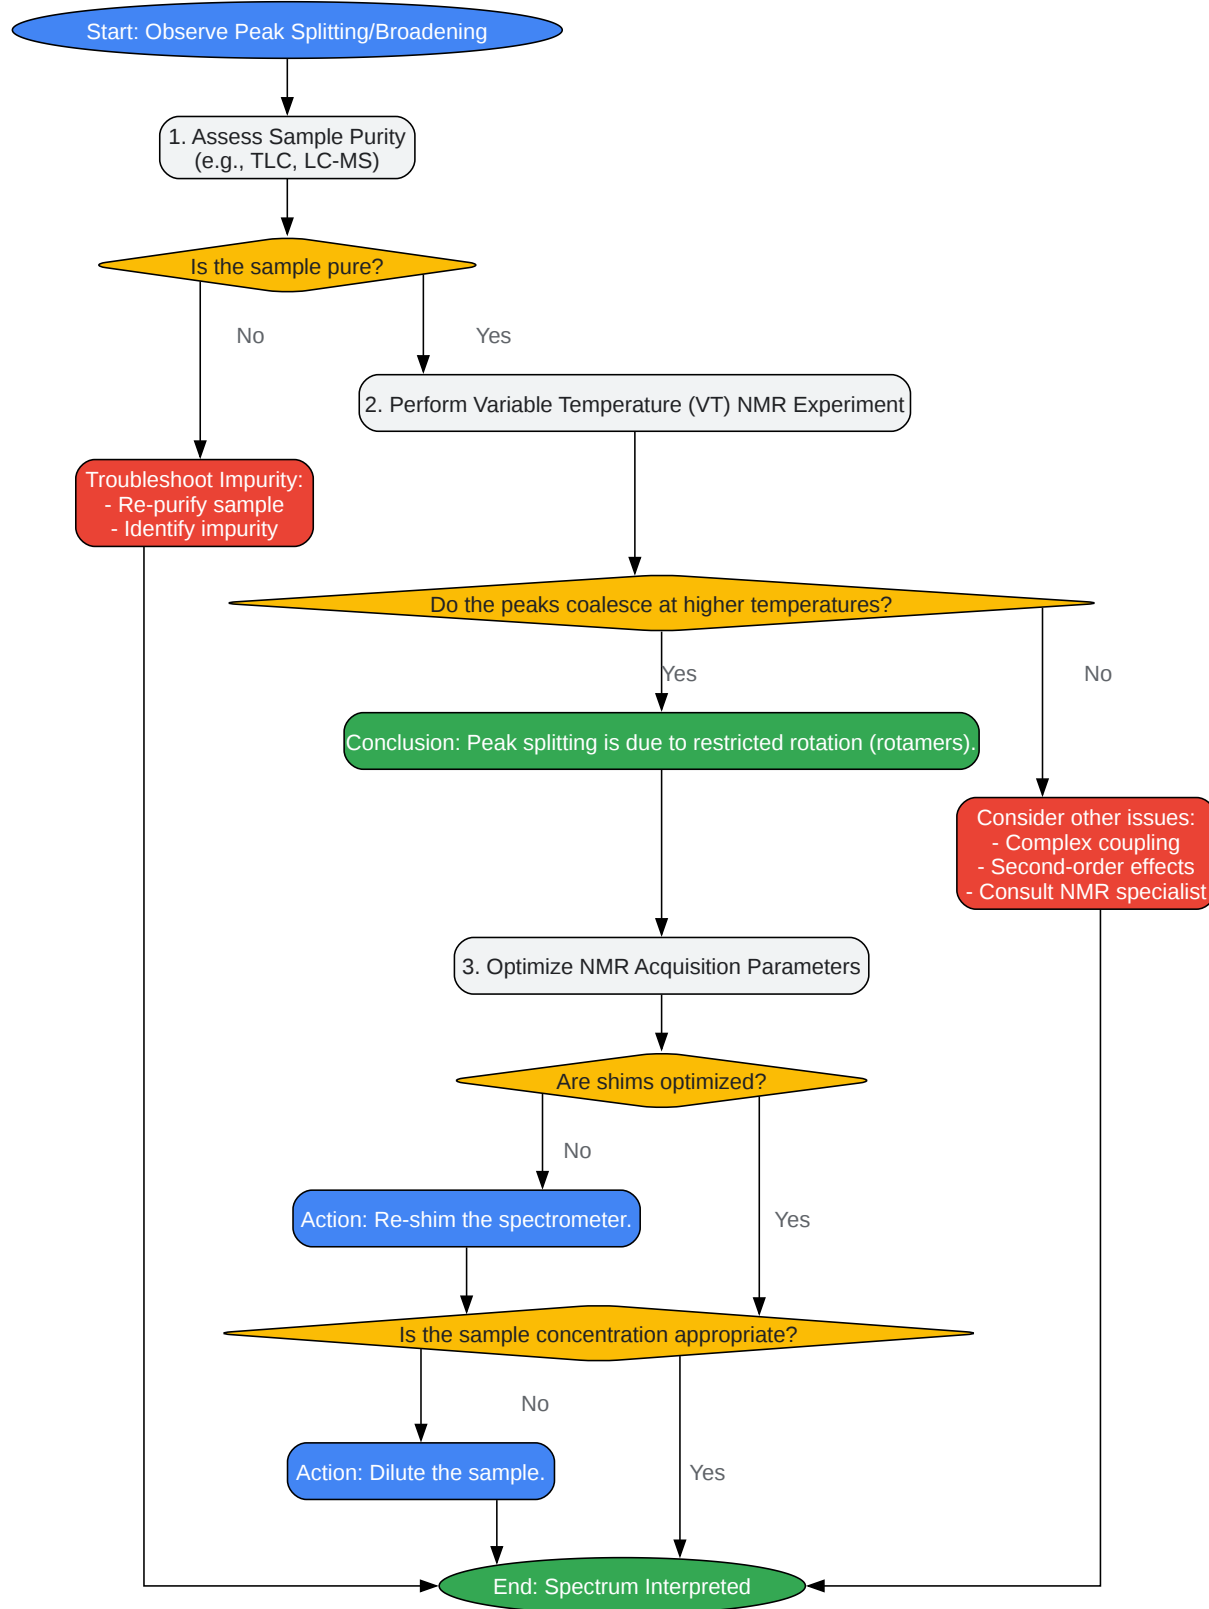 Start: Observe Peak Splitting/Broadening
1. Assess Sample Purity
(e.g., TLC, LC-MS)
Is the sample pure?
No
Yes
2. Perform Variable Temperature (VT) NMR Experiment
Troubleshoot Impurity:
- Re-purify sample
- Identify impurity
Do the peaks coalesce at higher temperatures?
Yes
No
Conclusion: Peak splitting is due to restricted rotation (rotamers).
Consider other issues:
- Complex coupling
- Second-order effects
- Consult NMR specialist
3. Optimize NMR Acquisition Parameters
Are shims optimized?
No
Yes
Action: Re-shim the spectrometer.
Is the sample concentration appropriate?
No
Yes
Action: Dilute the sample.
End: Spectrum Interpreted